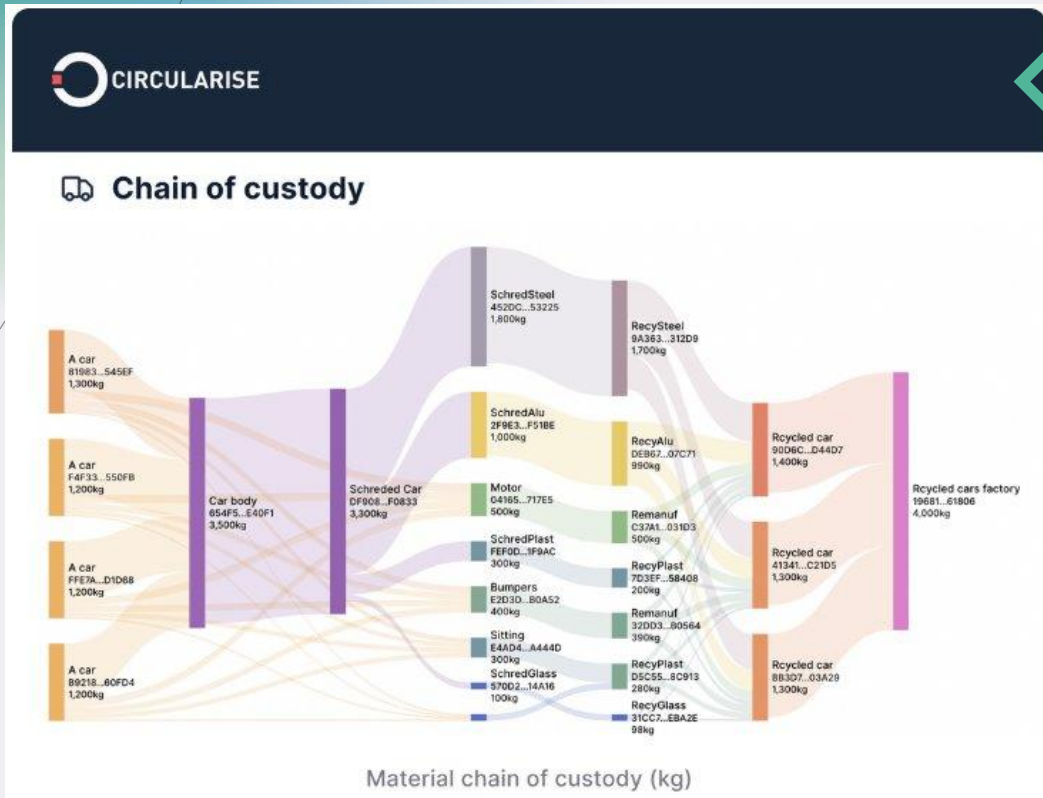 CIRCULARISE
Chain of custody
A car
81983...545EF
1,300kg
A car
F4F33...550FB
1,200kg
A car
FFE7A...D1D68
1,200kg
A car
B9218...60FD4
1,200kg
Car body
654F5...E40F1
3,500kg
Schreded Car
DF908...F0833
3,300kg
SchredSteel
452DC...53225
1,800kg
SchredAlu
2F9E3...F51BE
1,000kg
Motor
04165...717E5
500kg
SchredPlast
FEF0D...1F9AC
300kg
Bumpers
E2D3D...B0A52
400kg
Sitting
E4AD4...A444D
300kg
SchredGlass
570D2...14A16
100kg
RecySteel
9A363...312D9
1,700kg
RecyAlu
DEB67...07C71
990kg
Remanuf
C37A1...031D3
500kg
RecyPlast
7D3EF...58408
200kg
Remanuf
32DD3...80564
390kg
RecyPlast
D5C55...8C913
280kg
RecyGlass
31CC7...EBA2E
98kg
Rcycled car
90D6C...D44D7
1,400kg
Rcycled car
41341...C21D5
1,300kg
Rcycled car
8B3D7...03A29
1,300kg
Rcycled cars factory
19681...61806
4,000kg
Material chain of custody (kg)